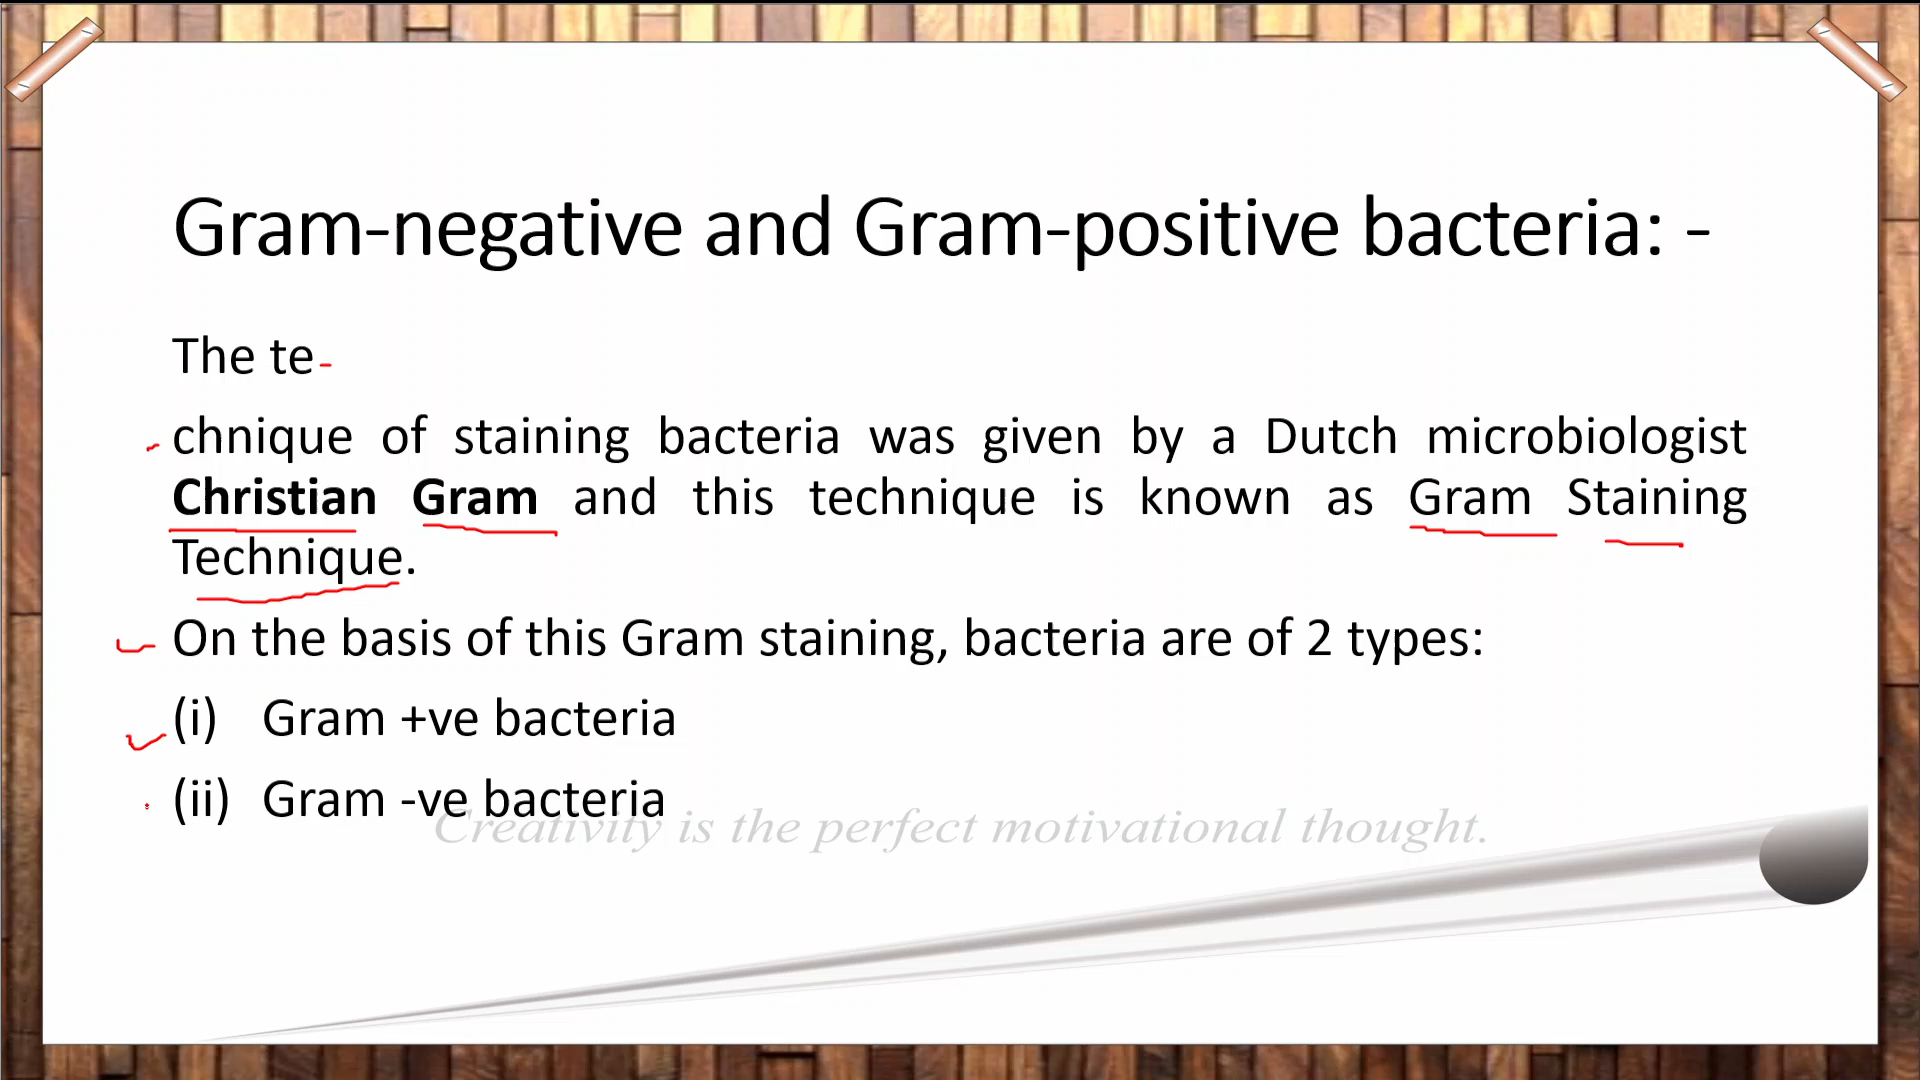 Gram-negative and Gram-positive bacteria: -
The te
chnique of staining bacteria was given by a Dutch microbiologist
Christian Gram and this technique is known as Gram Staining
Technique.
On the basis of this Gram staining, bacteria are of 2 types:
(i) Gram +ve bacteria
(ii) Gram -ve bacteria
Creativity is the perfect motivational thought.